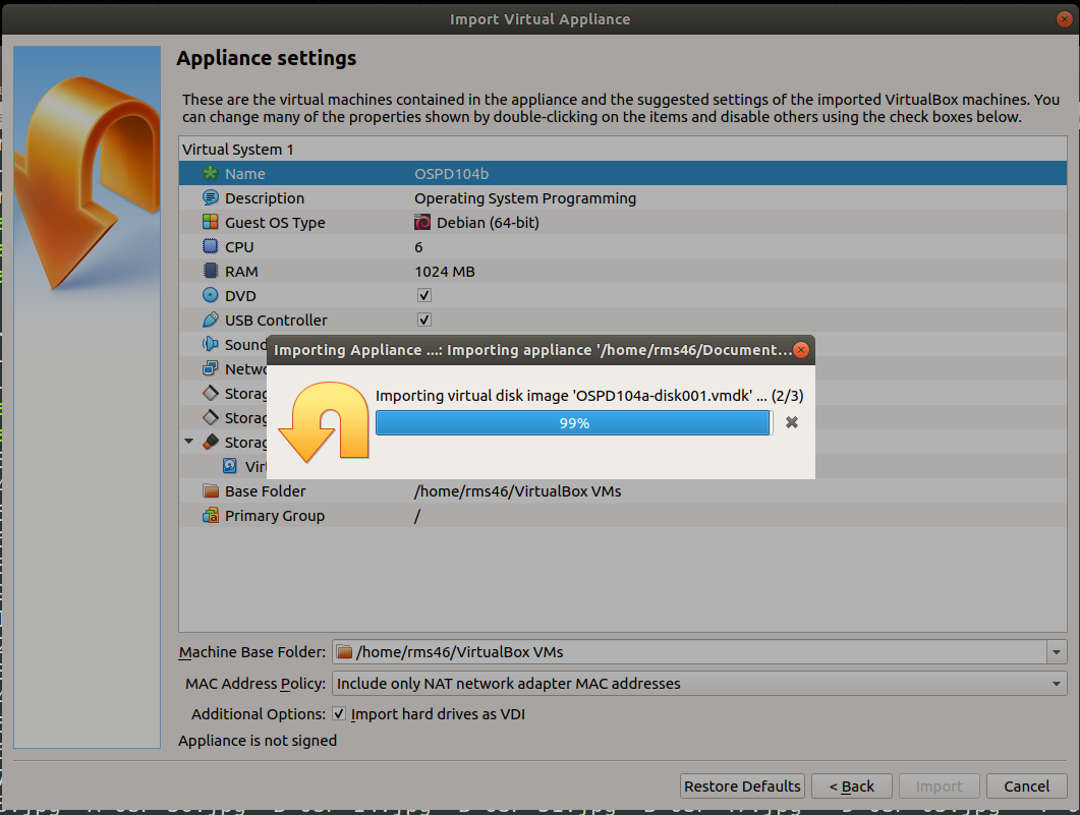 Import Virtual Appliance
Appliance settings
These are the virtual machines contained in the appliance and the suggested settings of the imported VirtualBox machines. You
can change many of the properties shown by double-clicking on the items and disable others using the check boxes below.
Virtual System 1
Name OSPD104b
Description Operating System Programming
Guest OS Type Debian (64-bit)
CPU 6
RAM 1024 MB
DVD
USB Controller
Sound
Importing Appliance ...: Importing appliance '/home/rms46/Document...
Netwo
Importing virtual disk image 'OSPD104a-disk001.vmdk' ... (2/3)
Storag
99%
Storag
Storag
Virt
Base Folder /home/rms46/VirtualBox VMs
Primary Group /
Machine Base Folder: /home/rms46/VirtualBox VMs
MAC Address Policy: Include only NAT network adapter MAC addresses
Additional Options: Import hard drives as VDI
Appliance is not signed
Restore Defaults < Back Import Cancel